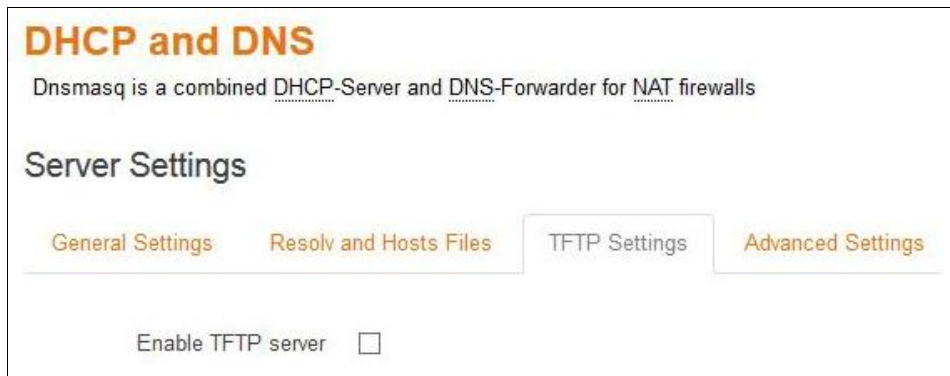 DHCP and DNS
Dnsmasq is a combined DHCP-Server and DNS-Forwarder for NAT firewalls
Server Settings
General Settings
Resolv and Hosts Files
TFTP Settings
Advanced Settings
Enable TFTP server